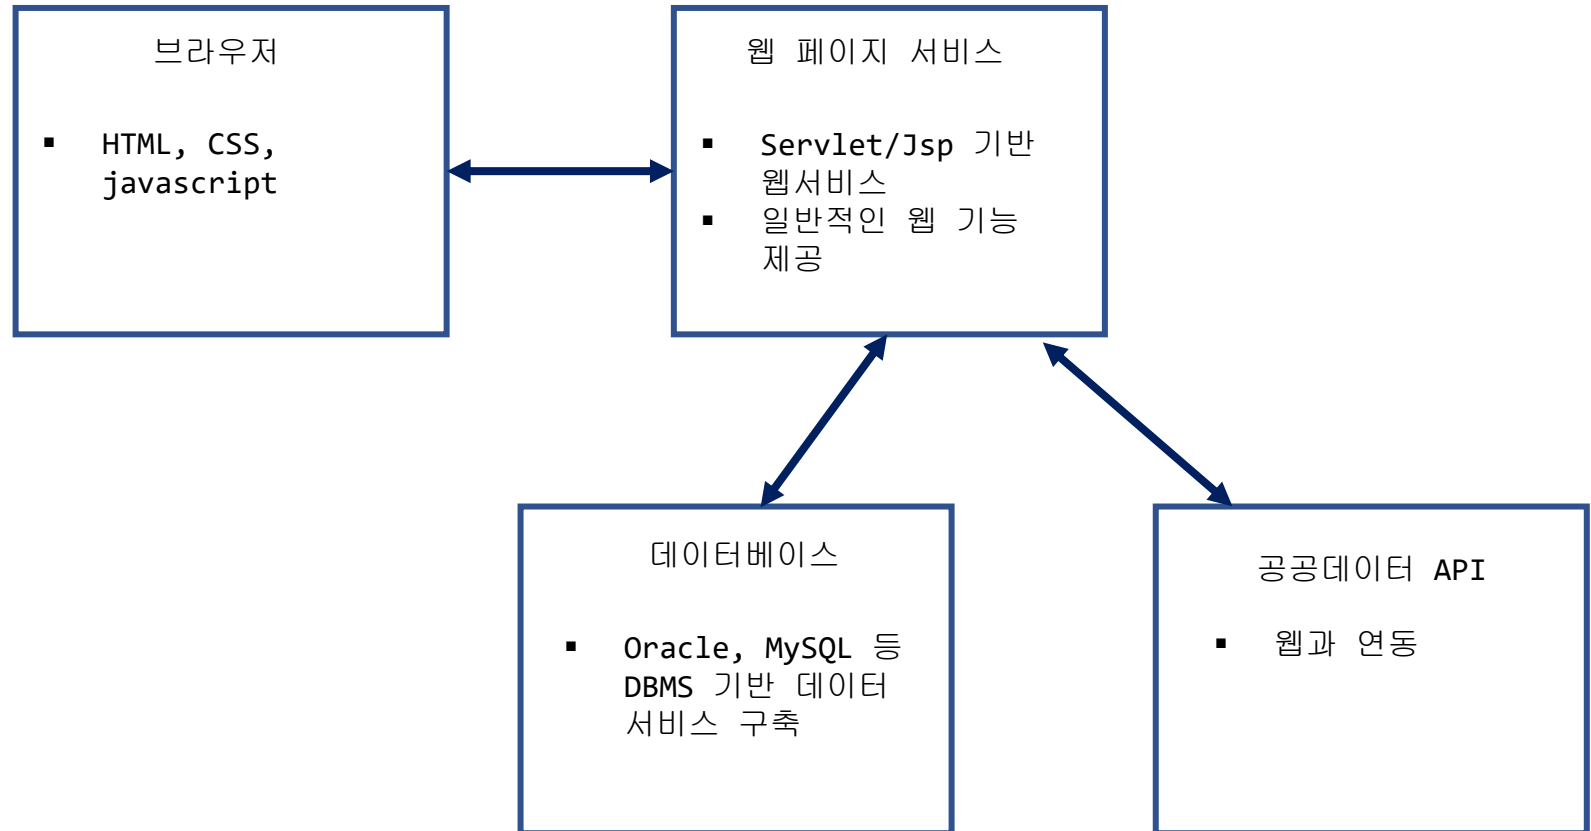 브라우저
▪ HTML, CSS,
javascript
웹 페이지 서비스
▪ Servlet/Jsp 기반
웹서비스
▪ 일반적인 웹 기능
제공
데이터베이스
▪ Oracle, MySQL 등
DBMS 기반 데이터
서비스 구축
공공데이터 API
▪ 웹과 연동